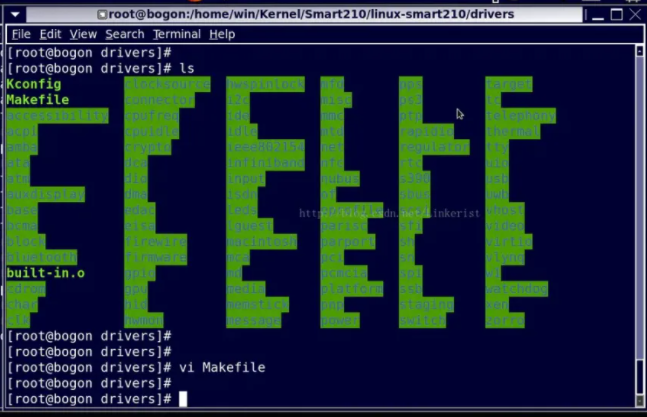 root@bogon:/home/win/Kernel/Smart210/linux-smart210/drivers
File Edit View Search Terminal Help
[root@bogon drivers]#
[root@bogon drivers]# ls
Kconfig clocksource hwspinlock mfd pps target
Makefile connector i2c misc ps3 tc
accessibility cpufreq ide mmc ptp telephony
acpi cpuidle idle mtd rapidio thermal
amba crypto ieee802154 net regulator tty
ata dca infiniband nfc rtc uio
atm dio input nubus s390 usb
auxdisplay dma isdn of sbus uwb
base edac leds oprofile scsi vhost
bcma eisa lguest parisc sfi video
block firewire macintosh parport sh virtio
bluetooth firmware mca pci sn vlynq
built-in.o gpio md pcmcia spi w1
cdrom gpu media platform ssb watchdog
char hid memstick pnp staging xen
clk hwmon message power switch zorro
[root@bogon drivers]#
[root@bogon drivers]#
[root@bogon drivers]# vi Makefile
[root@bogon drivers]#
[root@bogon drivers]#